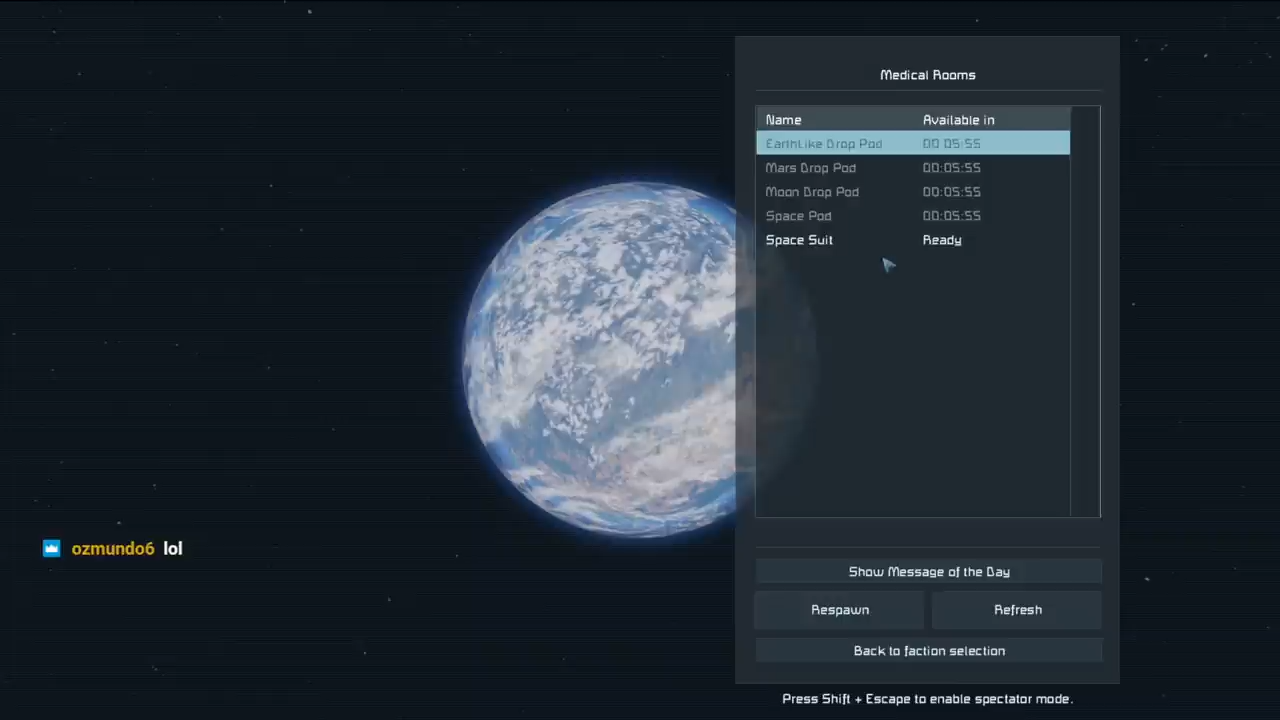 Medical Rooms
Name Available in
EarthLike Drop Pod 00:05:55
Mars Drop Pod 00:05:55
Moon Drop Pod 00:05:55
Space Pod 00:05:55
Space Suit Ready
ozmundo6 lol
Show Message of the Day
Respawn Refresh
Back to faction selection
Press Shift + Escape to enable spectator mode.